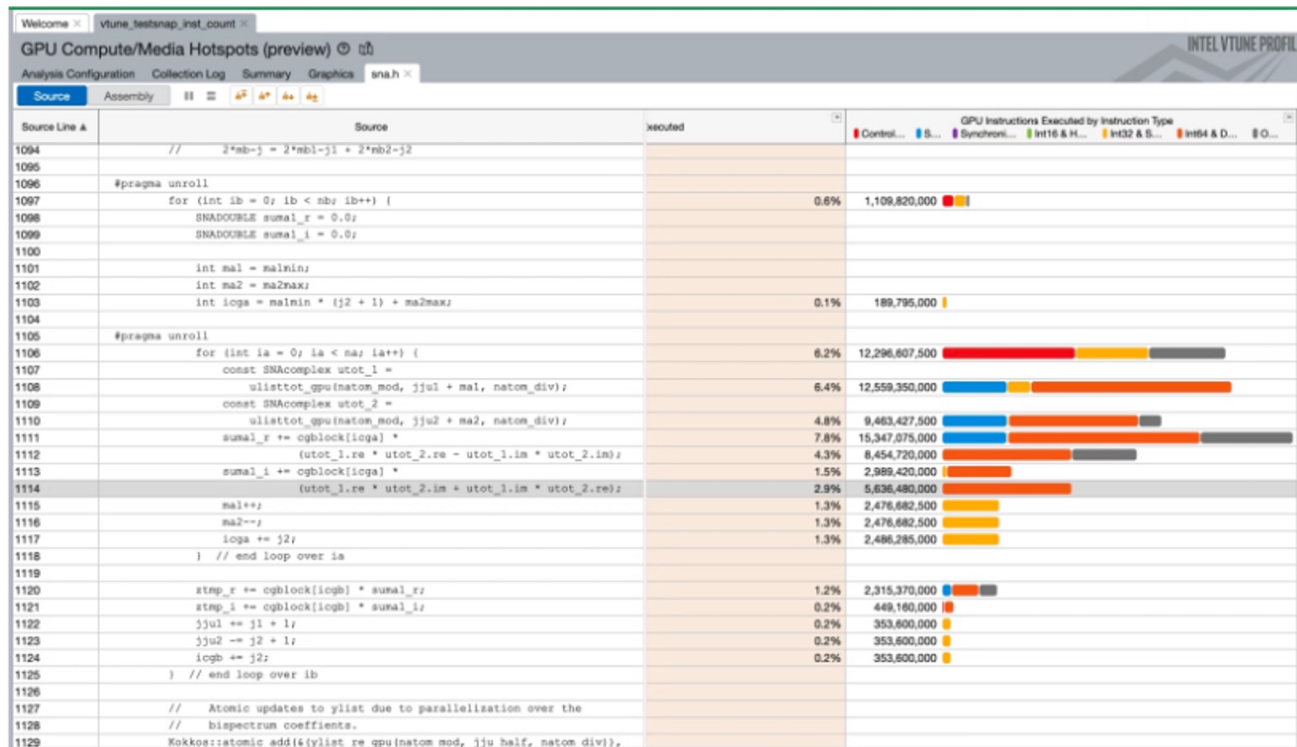 Welcome × vtune_testsnap_inst_count ×
GPU Compute/Media Hotspots (preview)
INTEL VTUNE PROFIL
Analysis Configuration Collection Log Summary Graphics sna.h ×
Source Assembly
Source Line ▲ Source xecuted GPU Instructions Executed by Instruction Type
Control... S... Synchroni... Int16 & H... Int32 & S... Int64 & D... O...
1094 // 2*mb-j = 2*mb1-j1 + 2*mb2-j2
1095
1096 #pragma unroll
1097 for (int ib = 0; ib < nb; ib++) { 0.6% 1,109,820,000
1098 SNADOUBLE suma1_r = 0.0;
1099 SNADOUBLE suma1_i = 0.0;
1100
1101 int ma1 = ma1min;
1102 int ma2 = ma2max;
1103 int icga = ma1min * (j2 + 1) + ma2max; 0.1% 189,795,000
1104
1105 #pragma unroll
1106 for (int ia = 0; ia < na; ia++) { 6.2% 12,296,607,500
1107 const SNAcomplex utot_1 =
1108 ulisttot_gpu(natom_mod, jju1 + ma1, natom_div); 6.4% 12,559,350,000
1109 const SNAcomplex utot_2 =
1110 ulisttot_gpu(natom_mod, jju2 + ma2, natom_div); 4.8% 9,463,427,500
1111 suma1_r += cgblock[icga] * 7.8% 15,347,075,000
1112 (utot_1.re * utot_2.re - utot_1.im * utot_2.im); 4.3% 8,454,720,000
1113 suma1_i += cgblock[icga] * 1.5% 2,989,420,000
1114 (utot_1.re * utot_2.im + utot_1.im * utot_2.re); 2.9% 5,636,480,000
1115 ma1++; 1.3% 2,476,682,500
1116 ma2--; 1.3% 2,476,682,500
1117 icga += j2; 1.3% 2,486,285,000
1118 } // end loop over ia
1119
1120 ztmp_r += cgblock[icgb] * suma1_r; 1.2% 2,315,370,000
1121 ztmp_i += cgblock[icgb] * suma1_i; 0.2% 449,160,000
1122 jju1 += j1 + 1; 0.2% 353,600,000
1123 jju2 -= j2 + 1; 0.2% 353,600,000
1124 icgb += j2; 0.2% 353,600,000
1125 } // end loop over ib
1126
1127 // Atomic updates to ylist due to parallelization over the
1128 // bispectrum coeffients.
1129 Kokkos::atomic_add(&(ylist_re_gpu(natom_mod, jju_half, natom_div)),